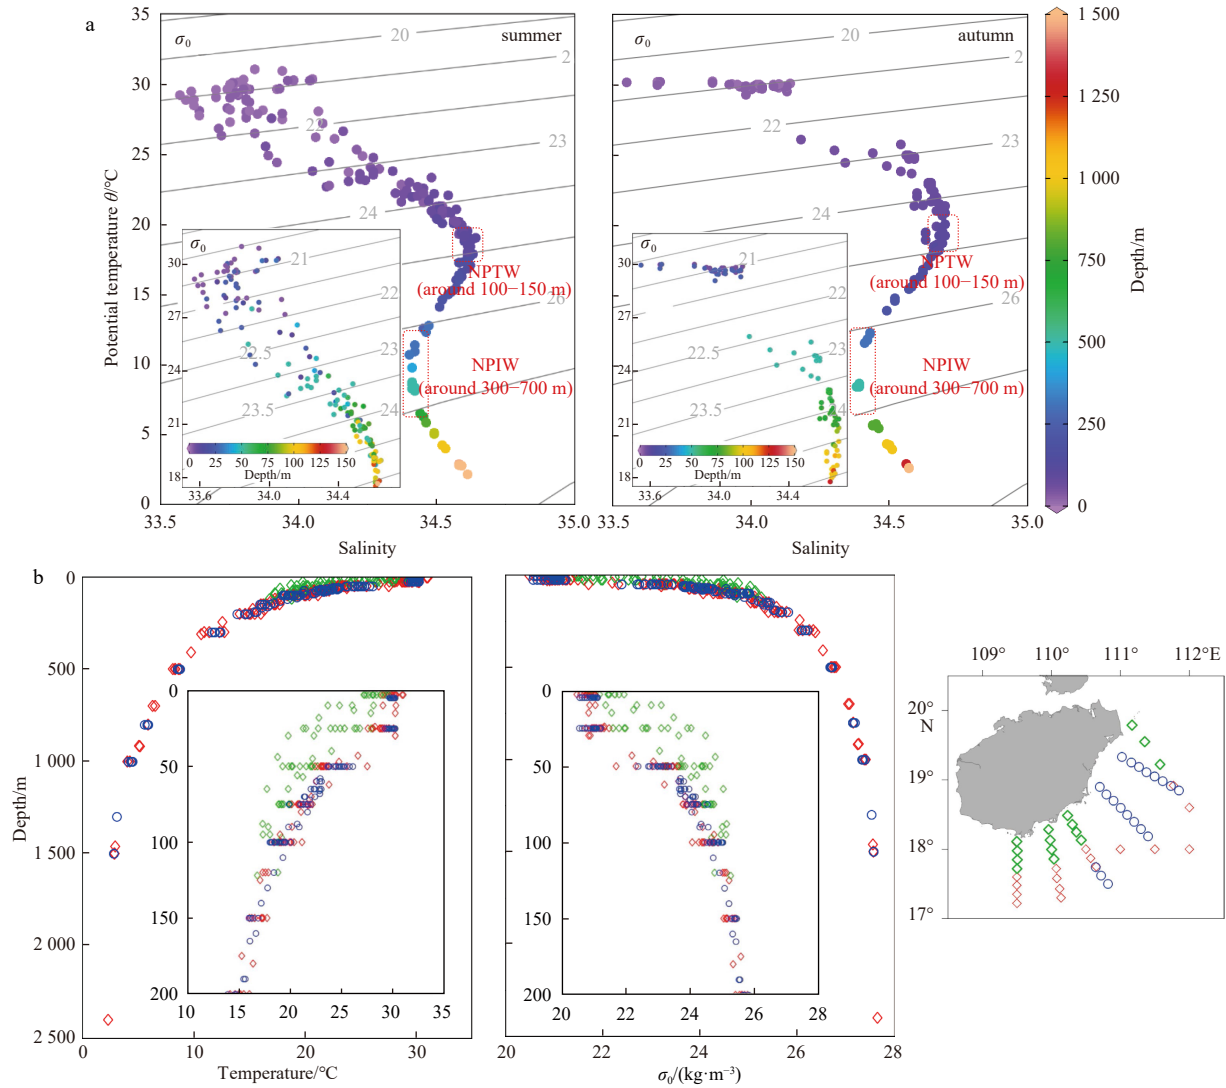 a
σ₀
summer
20
22
23
24
26
NPTW
(around 100−150 m)
NPIW
(around 300−700 m)
σ₀
21
22
22.5
23
23.5
24
30
27
24
21
18
0 25 50 75 100 125 150
Depth/m
33.6 34.0 34.4
35
30
25
20
15
10
5
0
Potential temperature θ/°C
33.5 34.0 34.5 35.0
Salinity
σ₀
autumn
20
2
22
23
24
26
NPTW
(around 100−150 m)
NPIW
(around 300−700 m)
σ₀
21
22
22.5
23
23.5
24
30
27
24
21
18
0 25 50 75 100 125 150
Depth/m
33.6 34.0 34.4
33.5 34.0 34.5 35.0
Salinity
1 500
1 250
1 000
750
500
250
0
Depth/m
b
0
500
1 000
1 500
2 000
2 500
Depth/m
0
50
100
150
200
10 15 20 25 30 35
0 10 20 30
Temperature/°C
0
50
100
150
200
20 22 24 26 28
20 22 24 26 28
σ₀/(kg·m⁻³)
109° 110° 111° 112°E
20°
N
19°
18°
17°